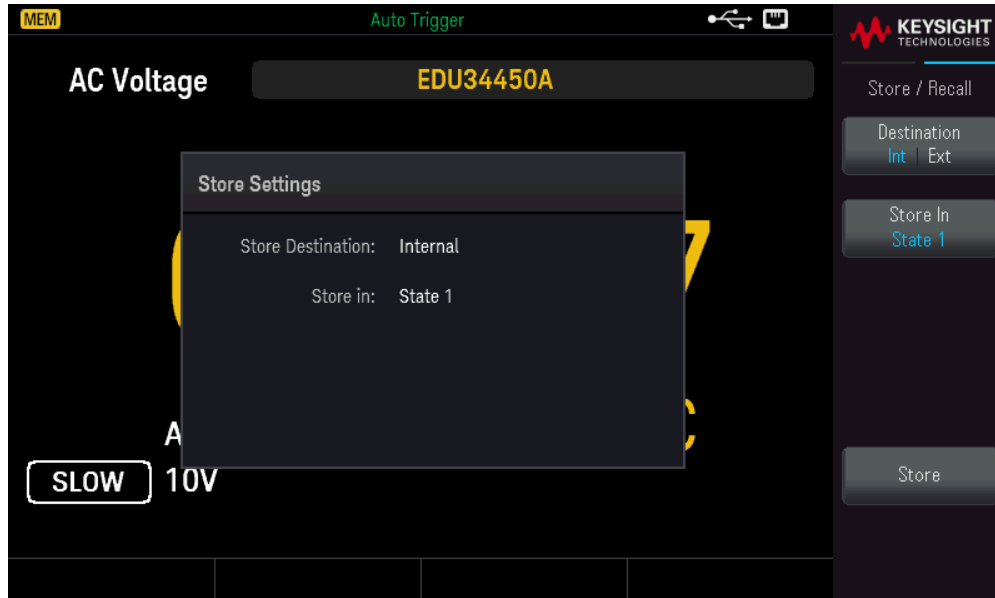 MEM
Auto Trigger
KEYSIGHT
TECHNOLOGIES
AC Voltage
EDU34450A
Store / Recall
Destination
Int | Ext
Store Settings
Store Destination: Internal
Store in: State 1
Store In
State 1
7
A
C
SLOW
10V
Store